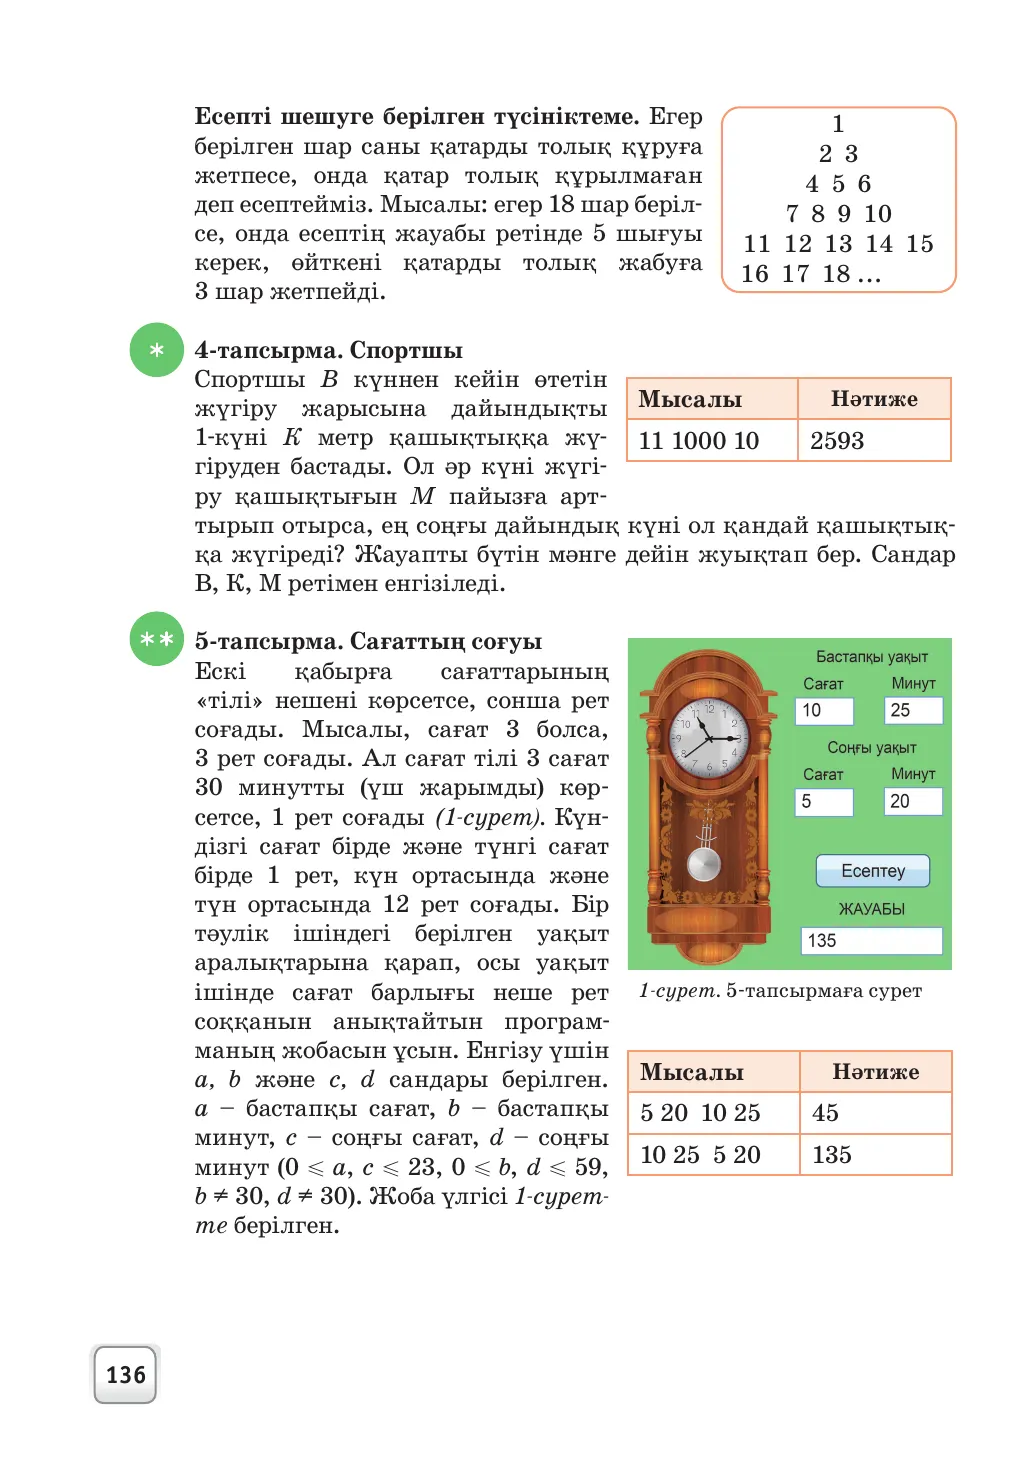 Есепті шешуге берілген түсініктеме. Егер
берілген шар саны қатарды толық құруға
жетпесе, онда қатар толық құрылмаған
деп есептейміз. Мысалы: егер 18 шар беріл-
се, онда есептің жауабы ретінде 5 шығуы
керек, өйткені қатарды толық жабуға
3 шар жетпейді.
1
2 3
4 5 6
7 8 9 10
11 12 13 14 15
16 17 18 ...
*
4-тапсырма. Спортшы
Спортшы В күннен кейін өтетін
жүгіру жарысына дайындықты
1-күні К метр қашықтыққа жү-
гіруден бастады. Ол әр күні жүгі-
ру қашықтығын М пайызға арт-
тырып отырса, ең соңғы дайындық күні ол қандай қашықтық-
қа жүгіреді? Жауапты бүтін мәнге дейін жуықтап бер. Сандар
В, К, М ретімен енгізіледі.
Мысалы Нәтиже
11 1000 10 2593
**
5-тапсырма. Сағаттың соғуы
Ескі қабырға сағаттарының
«тілі» нешені көрсетсе, сонша рет
соғады. Мысалы, сағат 3 болса,
3 рет соғады. Ал сағат тілі 3 сағат
30 минутты (үш жарымды) көр-
сетсе, 1 рет соғады (1-сурет). Күн-
дізгі сағат бірде және түнгі сағат
бірде 1 рет, күн ортасында және
түн ортасында 12 рет соғады. Бір
тәулік ішіндегі берілген уақыт
аралықтарына қарап, осы уақыт
ішінде сағат барлығы неше рет
соққанын анықтайтын програм-
маның жобасын ұсын. Енгізу үшін
a, b және c, d сандары берілген.
a – бастапқы сағат, b – бастапқы
минут, c – соңғы сағат, d – соңғы
минут (0 ⩽ a, c ⩽ 23, 0 ⩽ b, d ⩽ 59,
b ≠ 30, d ≠ 30). Жоба үлгісі 1-сурет-
те берілген.
12 1 2 3 4 5 6 7 8 9 10 11
Бастапқы уақыт
Сағат Минут
10 25
Соңғы уақыт
Сағат Минут
5 20
Есептеу
ЖАУАБЫ
135
1-сурет. 5-тапсырмаға сурет
Мысалы Нәтиже
5 20 10 25 45
10 25 5 20 135
136